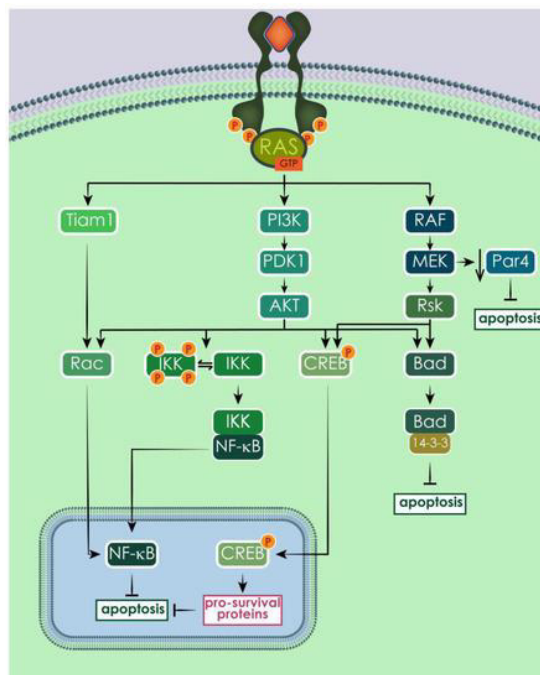 P P
P P
RAS
GTP
Tiam1 PI3K RAF
PDK1 MEK Par4
AKT Rsk apoptosis
P P P
Rac IKK IKK CREB Bad
P P
IKK Bad
NF-κB 14-3-3
apoptosis
P
NF-κB CREB
apoptosis pro-survival
proteins